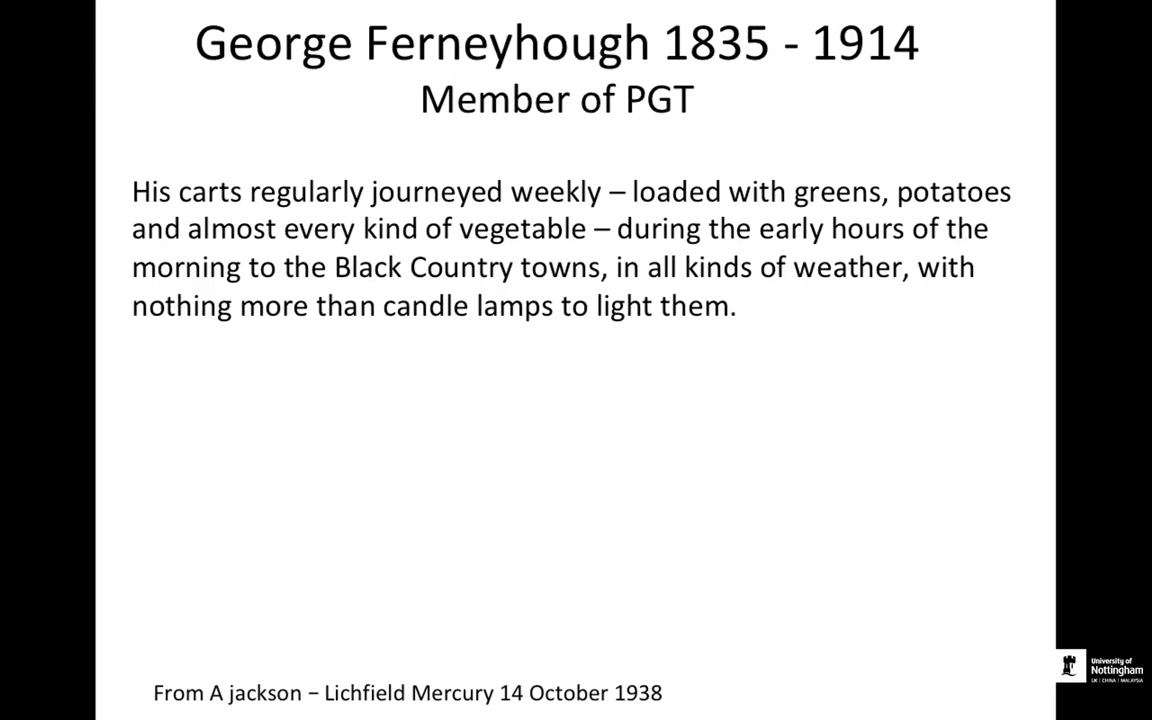 George Ferneyhough 1835 - 1914
Member of PGT
His carts regularly journeyed weekly – loaded with greens, potatoes
and almost every kind of vegetable – during the early hours of the
morning to the Black Country towns, in all kinds of weather, with
nothing more than candle lamps to light them.
From A jackson – Lichfield Mercury 14 October 1938
University of
Nottingham
UK | CHINA | MALAYSIA